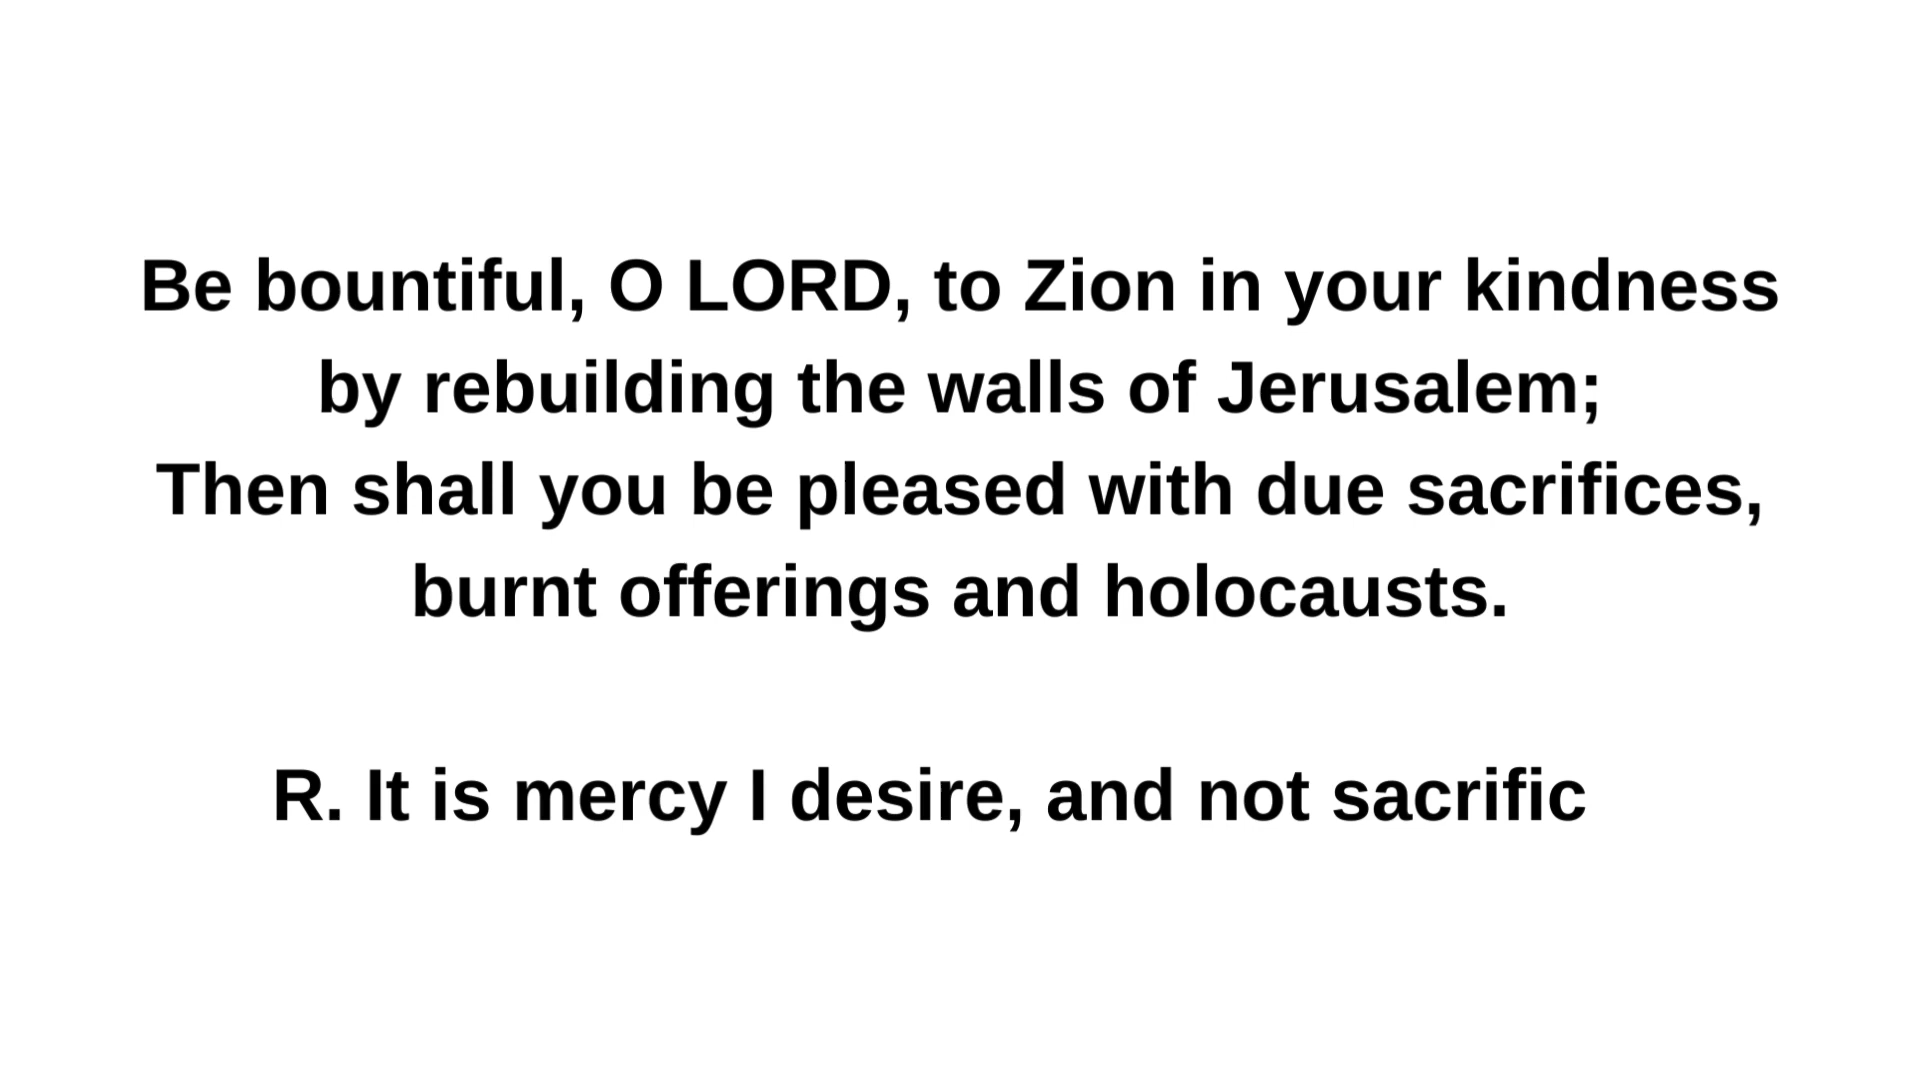 Be bountiful, O LORD, to Zion in your kindness
by rebuilding the walls of Jerusalem;
Then shall you be pleased with due sacrifices,
burnt offerings and holocausts.
R. It is mercy I desire, and not sacrific